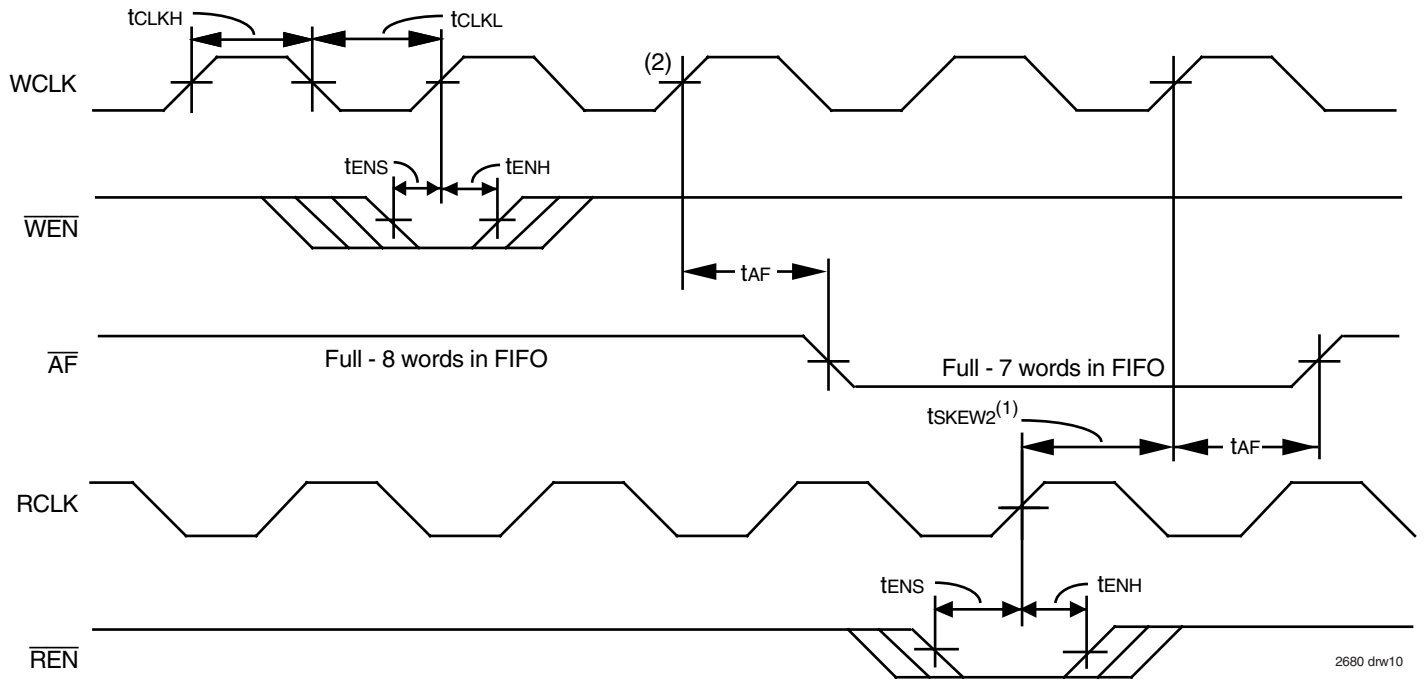 tCLKH
tCLKL
WCLK
(2)
tENS
tENH
WEN
tAF
AF
Full - 8 words in FIFO
Full - 7 words in FIFO
tSKEW2(1)
tAF
RCLK
tENS
tENH
REN
2680 drw10